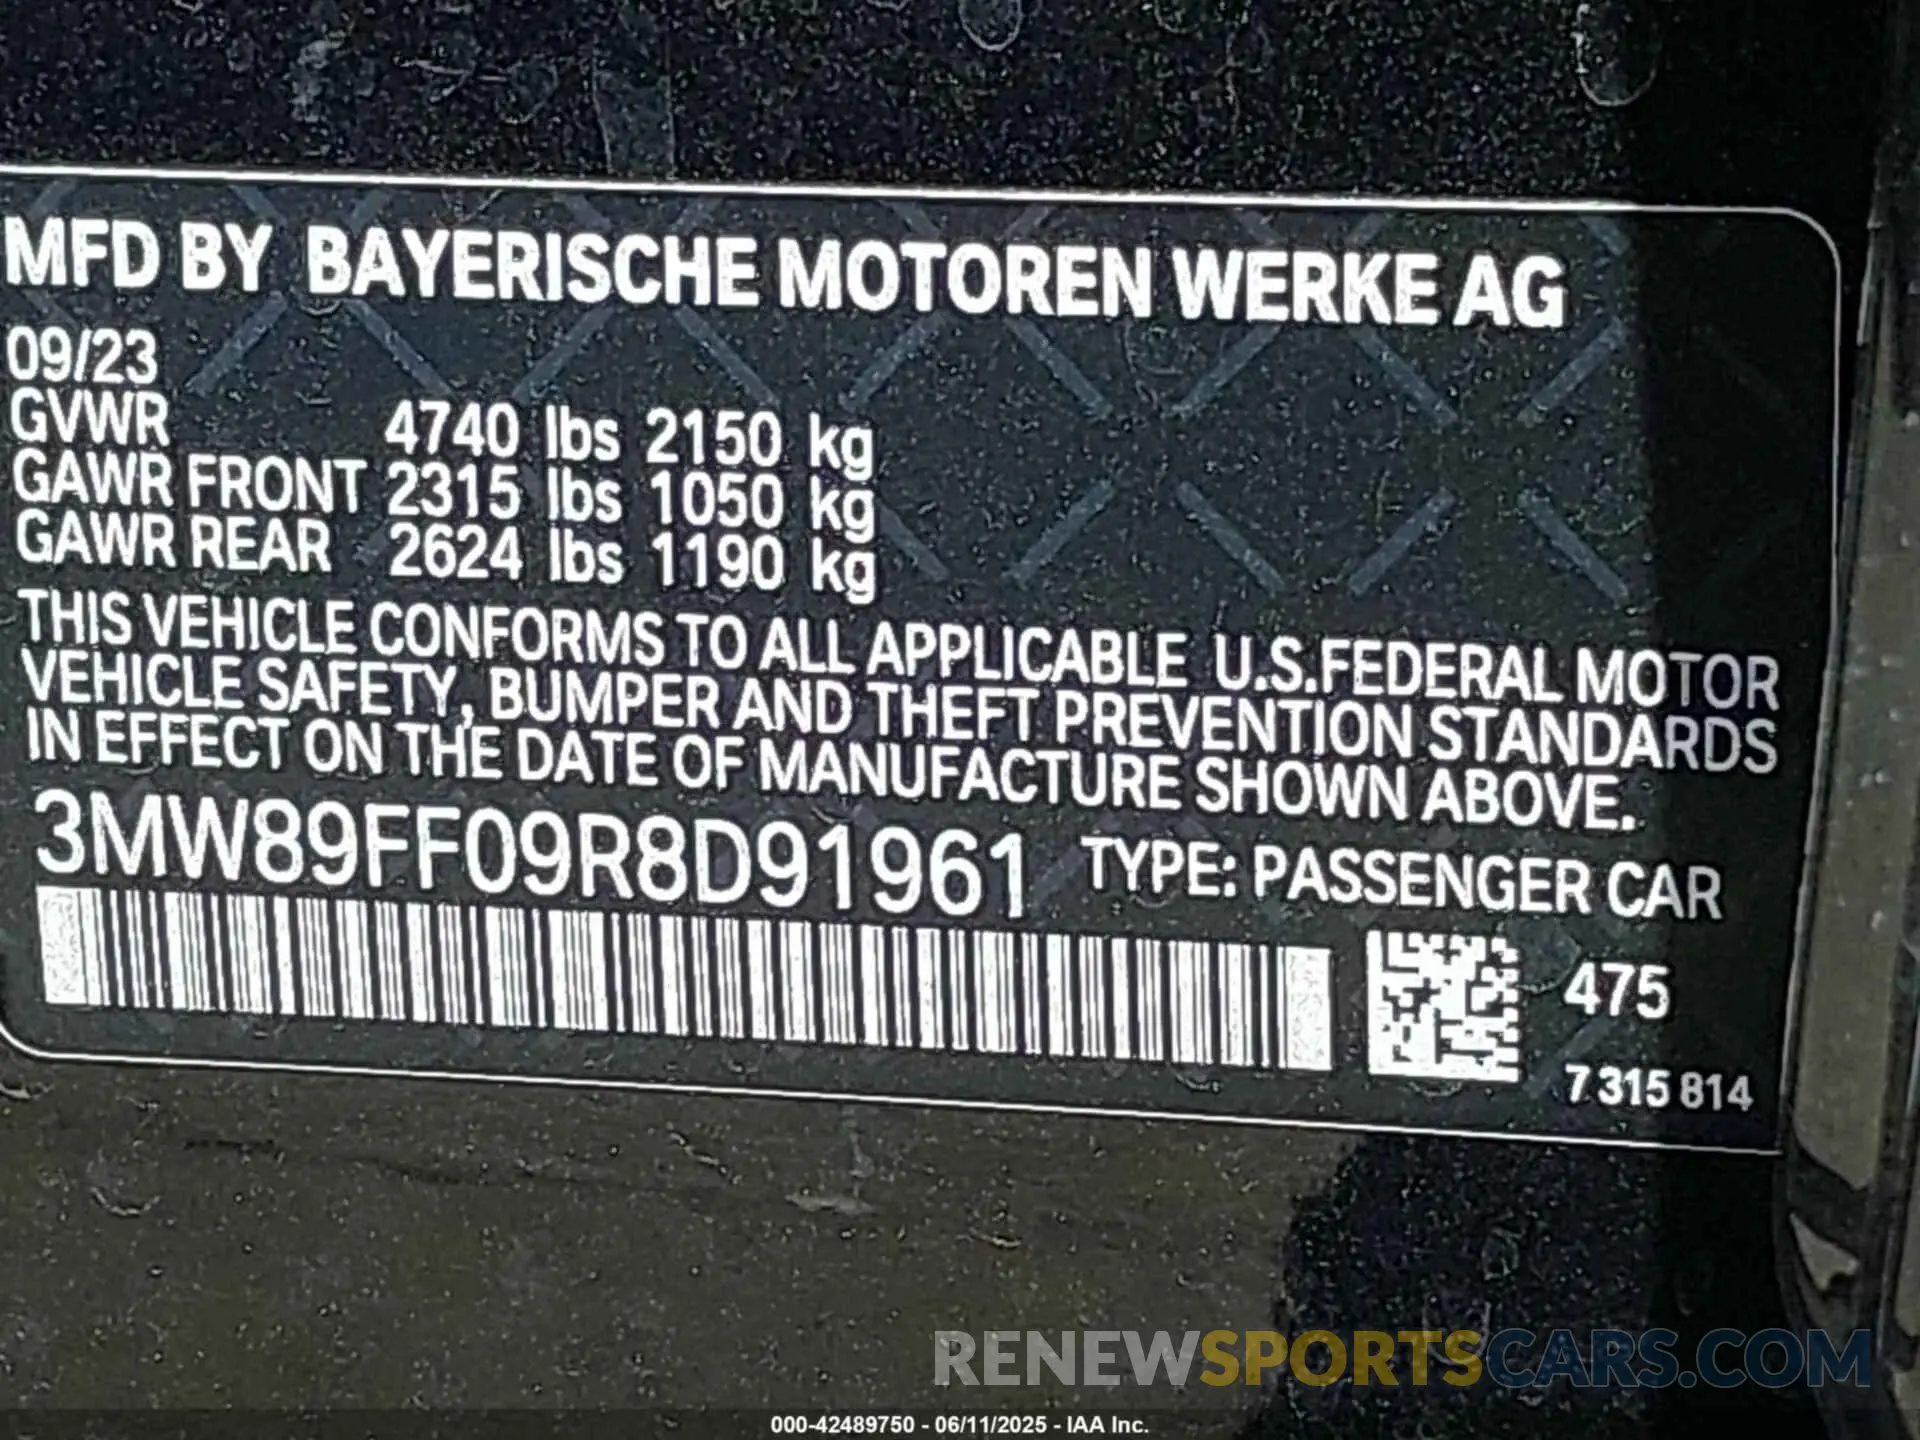 MFD BY BAYERISCHE MOTOREN WERKE AG
09/23
GVWR 4740 lbs 2150 kg
GAWR FRONT 2315 lbs 1050 kg
GAWR REAR 2624 lbs 1190 kg
THIS VEHICLE CONFORMS TO ALL APPLICABLE U.S.FEDERAL MOTOR
VEHICLE SAFETY, BUMPER AND THEFT PREVENTION STANDARDS
IN EFFECT ON THE DATE OF MANUFACTURE SHOWN ABOVE.
3MW89FF09R8D91961 TYPE: PASSENGER CAR
475
7 315 814
RENEWSPORTSCARS.COM
000-42489750 - 06/11/2025 - IAA Inc.